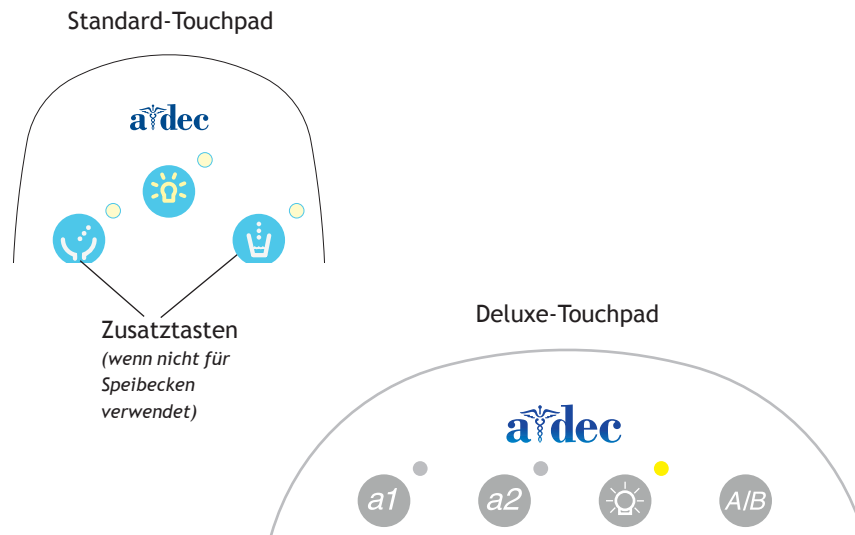 Standard-Touchpad
a dec
Zusatztasten
(wenn nicht für
Speibecken
verwendet)
Deluxe-Touchpad
a dec
a1 a2 A/B